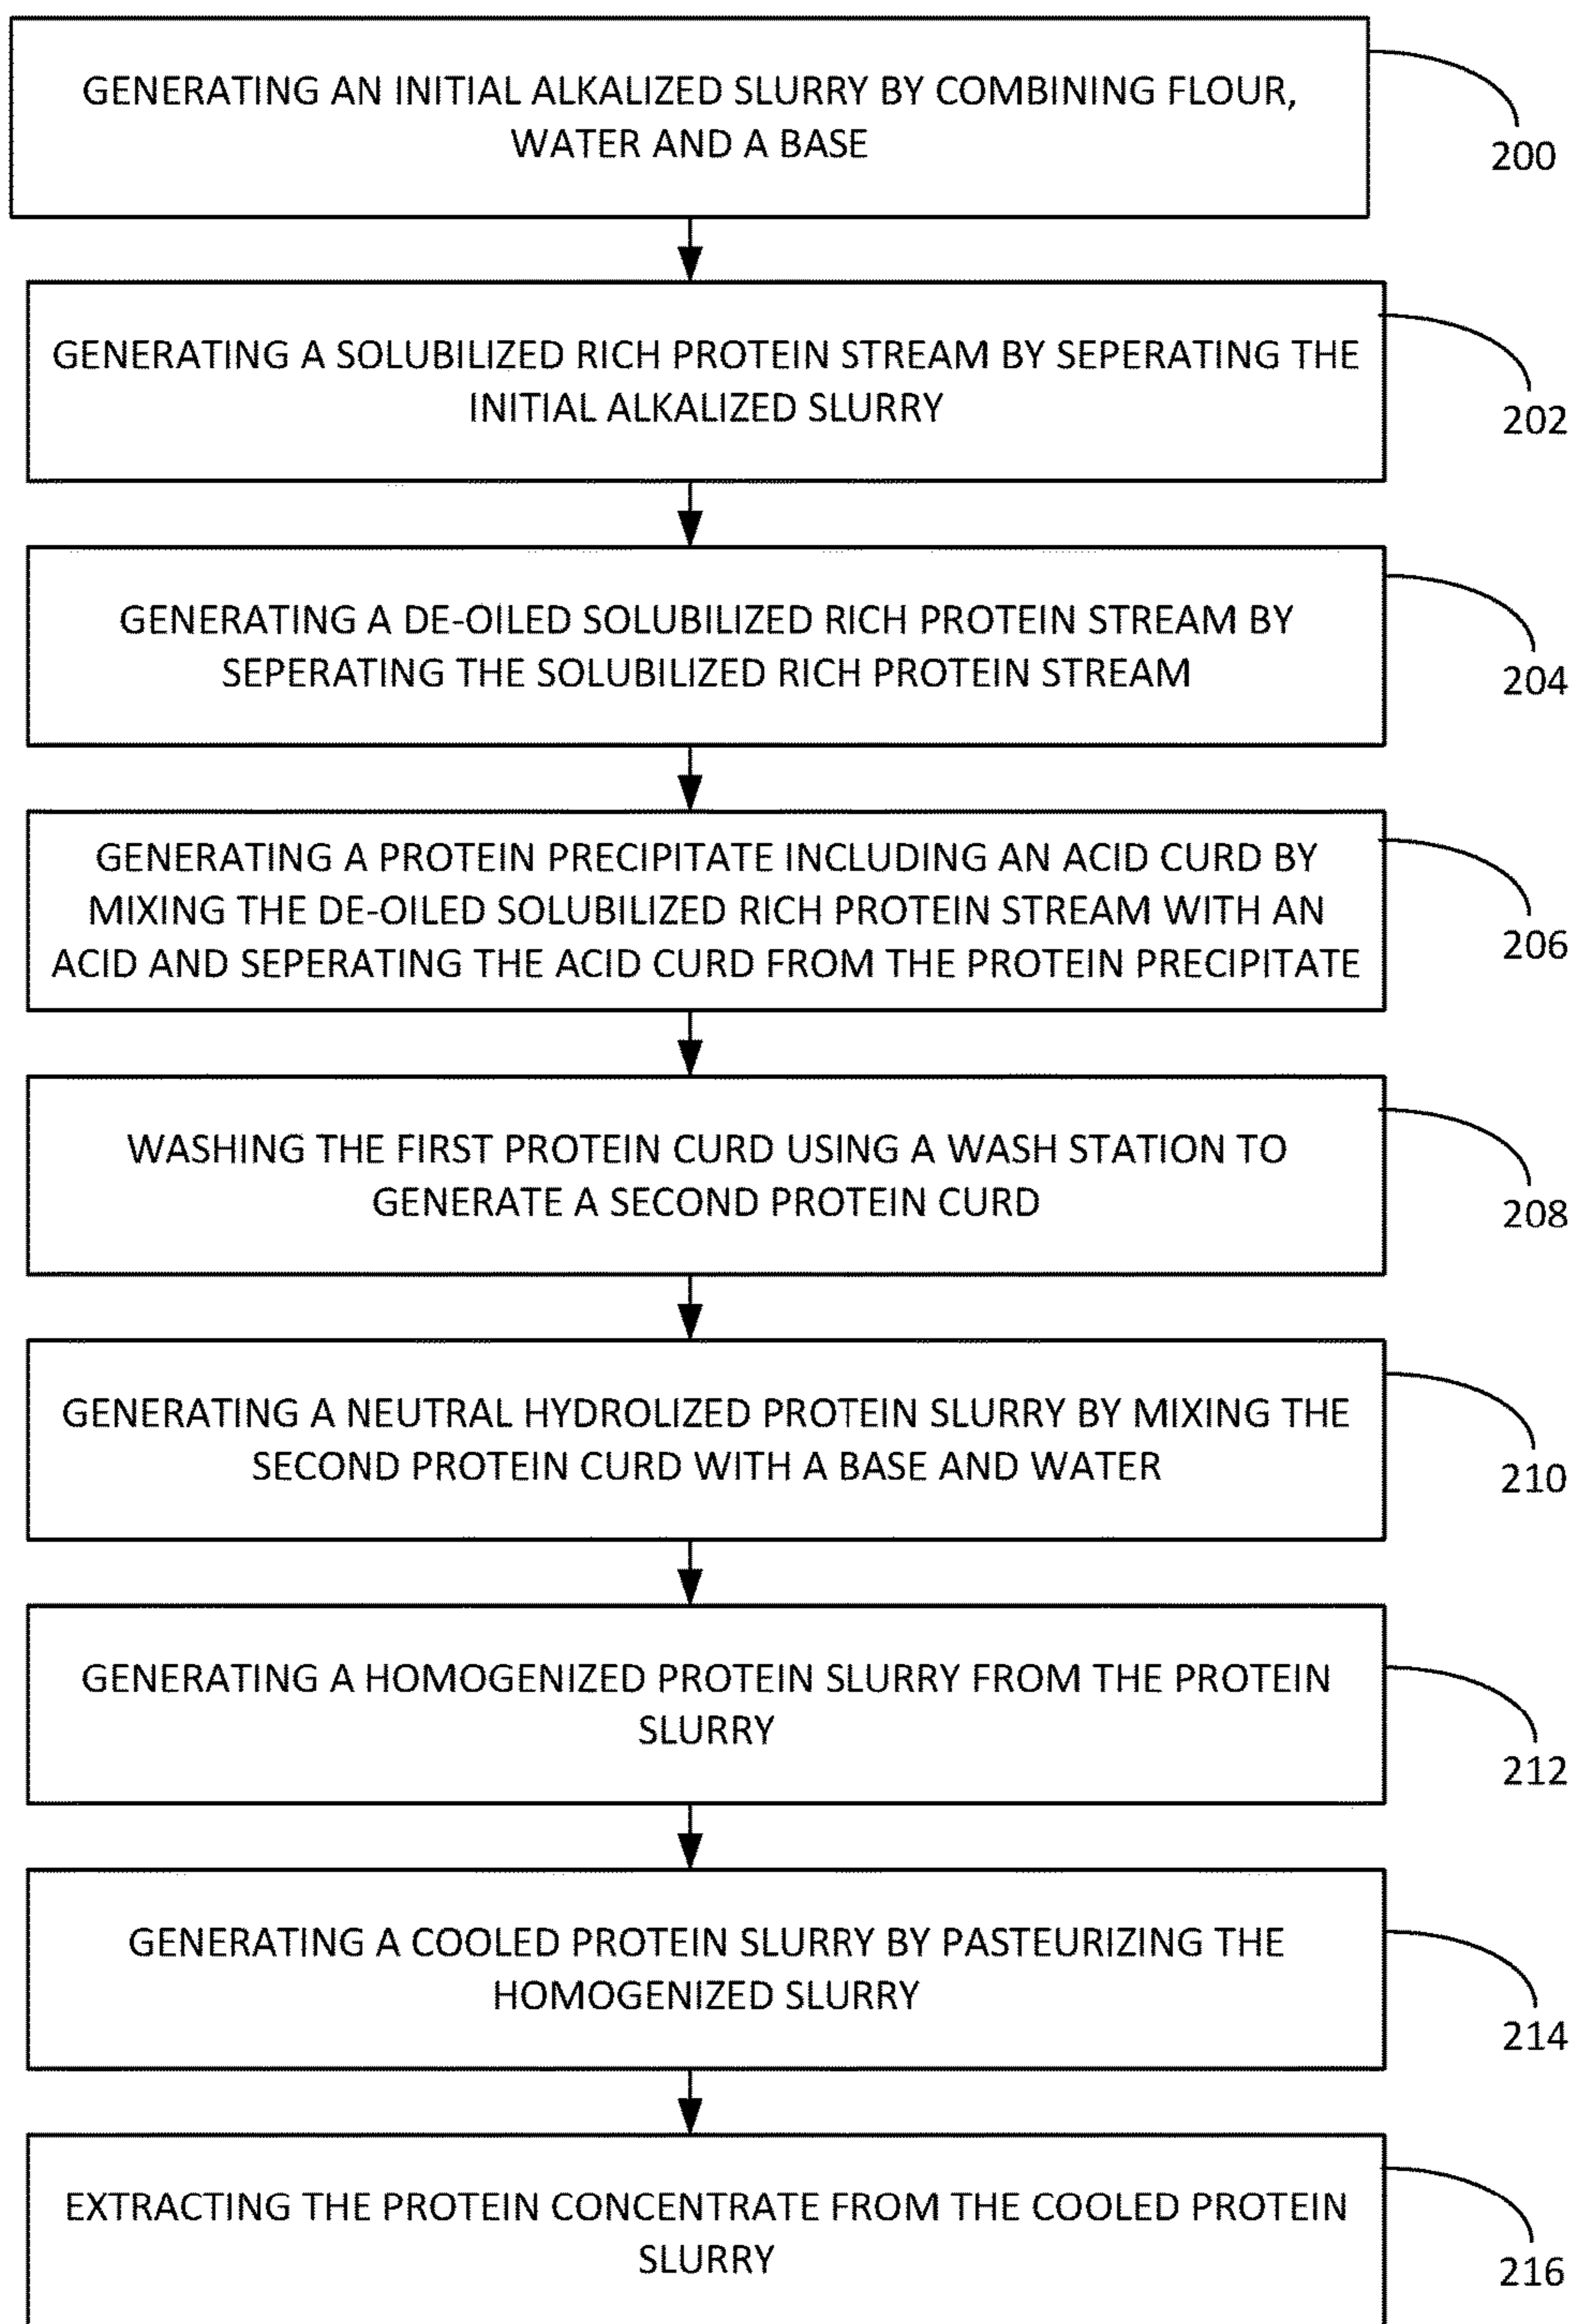 GENERATING AN INITIAL ALKALIZED SLURRY BY COMBINING FLOUR,
WATER AND A BASE
200
GENERATING A SOLUBILIZED RICH PROTEIN STREAM BY SEPERATING THE
INITIAL ALKALIZED SLURRY
202
GENERATING A DE-OILED SOLUBILIZED RICH PROTEIN STREAM BY
SEPERATING THE SOLUBILIZED RICH PROTEIN STREAM
204
GENERATING A PROTEIN PRECIPITATE INCLUDING AN ACID CURD BY
MIXING THE DE-OILED SOLUBILIZED RICH PROTEIN STREAM WITH AN
ACID AND SEPERATING THE ACID CURD FROM THE PROTEIN PRECIPITATE
206
WASHING THE FIRST PROTEIN CURD USING A WASH STATION TO
GENERATE A SECOND PROTEIN CURD
208
GENERATING A NEUTRAL HYDROLIZED PROTEIN SLURRY BY MIXING THE
SECOND PROTEIN CURD WITH A BASE AND WATER
210
GENERATING A HOMOGENIZED PROTEIN SLURRY FROM THE PROTEIN
SLURRY
212
GENERATING A COOLED PROTEIN SLURRY BY PASTEURIZING THE
HOMOGENIZED SLURRY
214
EXTRACTING THE PROTEIN CONCENTRATE FROM THE COOLED PROTEIN
SLURRY
216